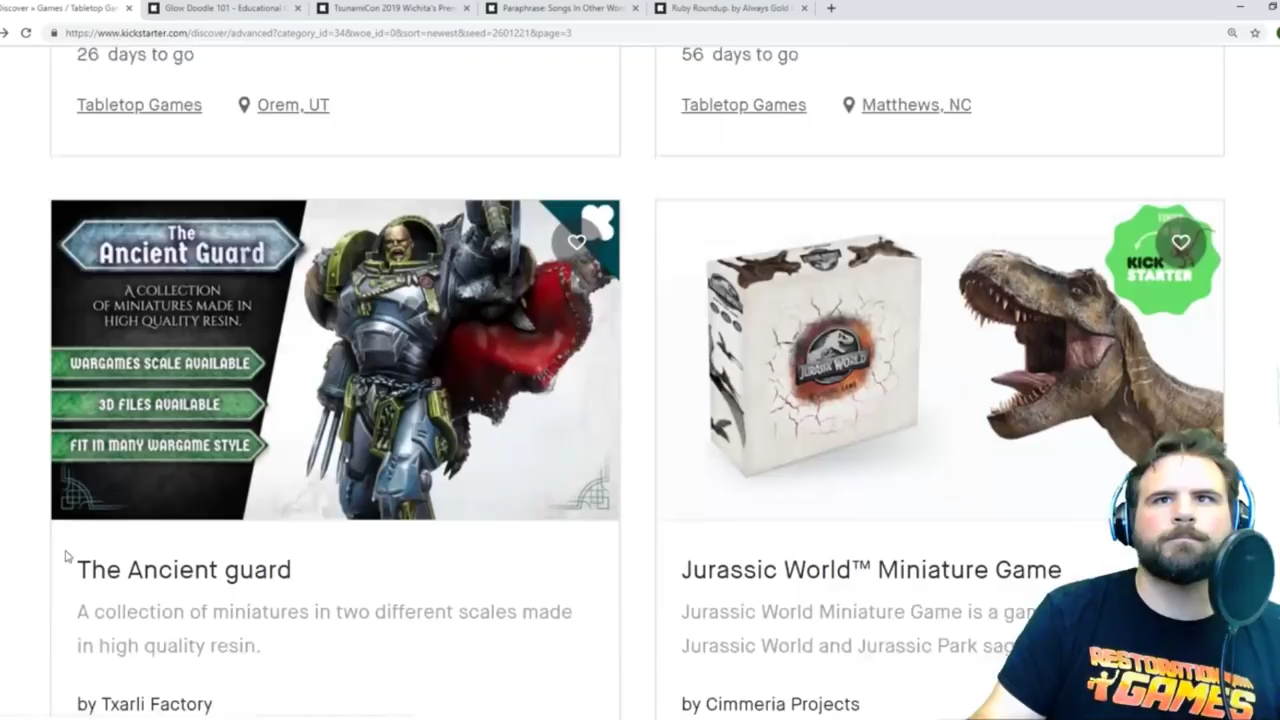 Discover » Games / Tabletop Ga
Glow Doodle 101 - Educational
TsunamiCon 2019 Wichita's Pre
Paraphrase: Songs In Other Wor
Ruby Roundup. by Always Gold
https://www.kickstarter.com/discover/advanced?category_id=34&woe_id=0&sort=newest&seed=2601221&page=3
26 days to go
56 days to go
Tabletop Games Orem, UT
Tabletop Games Matthews, NC
The
Ancient Guard
A COLLECTION
OF MINIATURES MADE IN
HIGH QUALITY RESIN.
WARGAMES SCALE AVAILABLE
3D FILES AVAILABLE
FIT IN MANY WARGAME STYLE
JURASSIC WORLD
KICK
STARTER
The Ancient guard
A collection of miniatures in two different scales made
in high quality resin.
by Txarli Factory
Jurassic World™ Miniature Game
Jurassic World Miniature Game is a gam
Jurassic World and Jurassic Park sag
by Cimmeria Projects
RESTORATION
GAMES